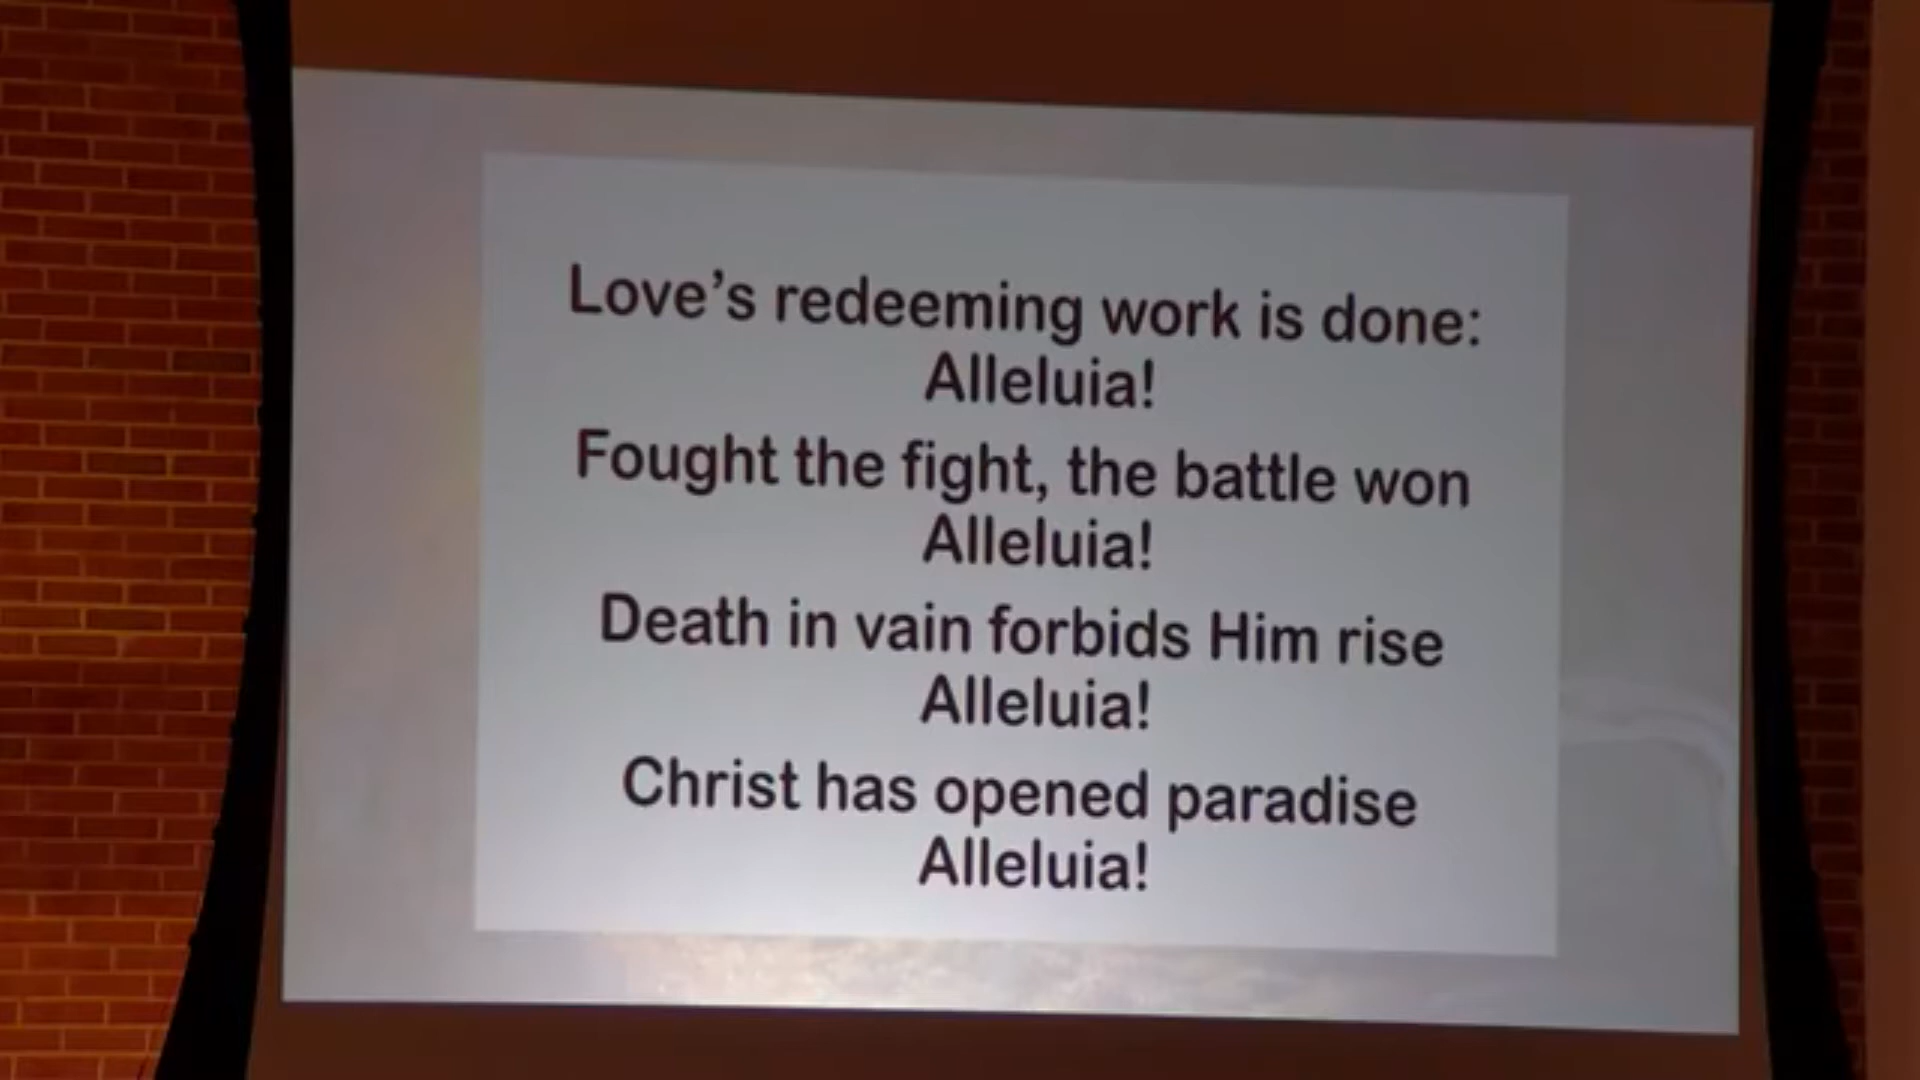 Love’s redeeming work is done:
Alleluia!
Fought the fight, the battle won
Alleluia!
Death in vain forbids Him rise
Alleluia!
Christ has opened paradise
Alleluia!